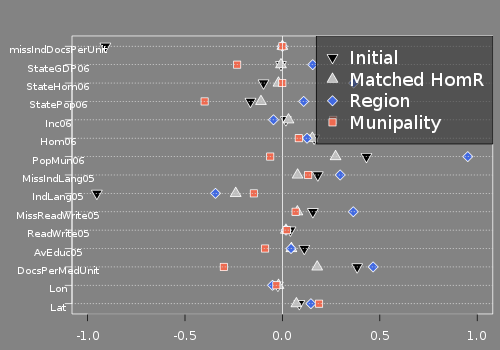 missIndDocsPerUnit
StateGDP06
StateHom06
StatePop06
Inc06
Hom06
PopMun06
MissIndLang05
IndLang05
MissReadWrite05
ReadWrite05
AvEduc05
DocsPerMedUnit
Lon
Lat
Initial
Matched HomR
Region
Munipality
-1.0 -0.5 0.0 0.5 1.0